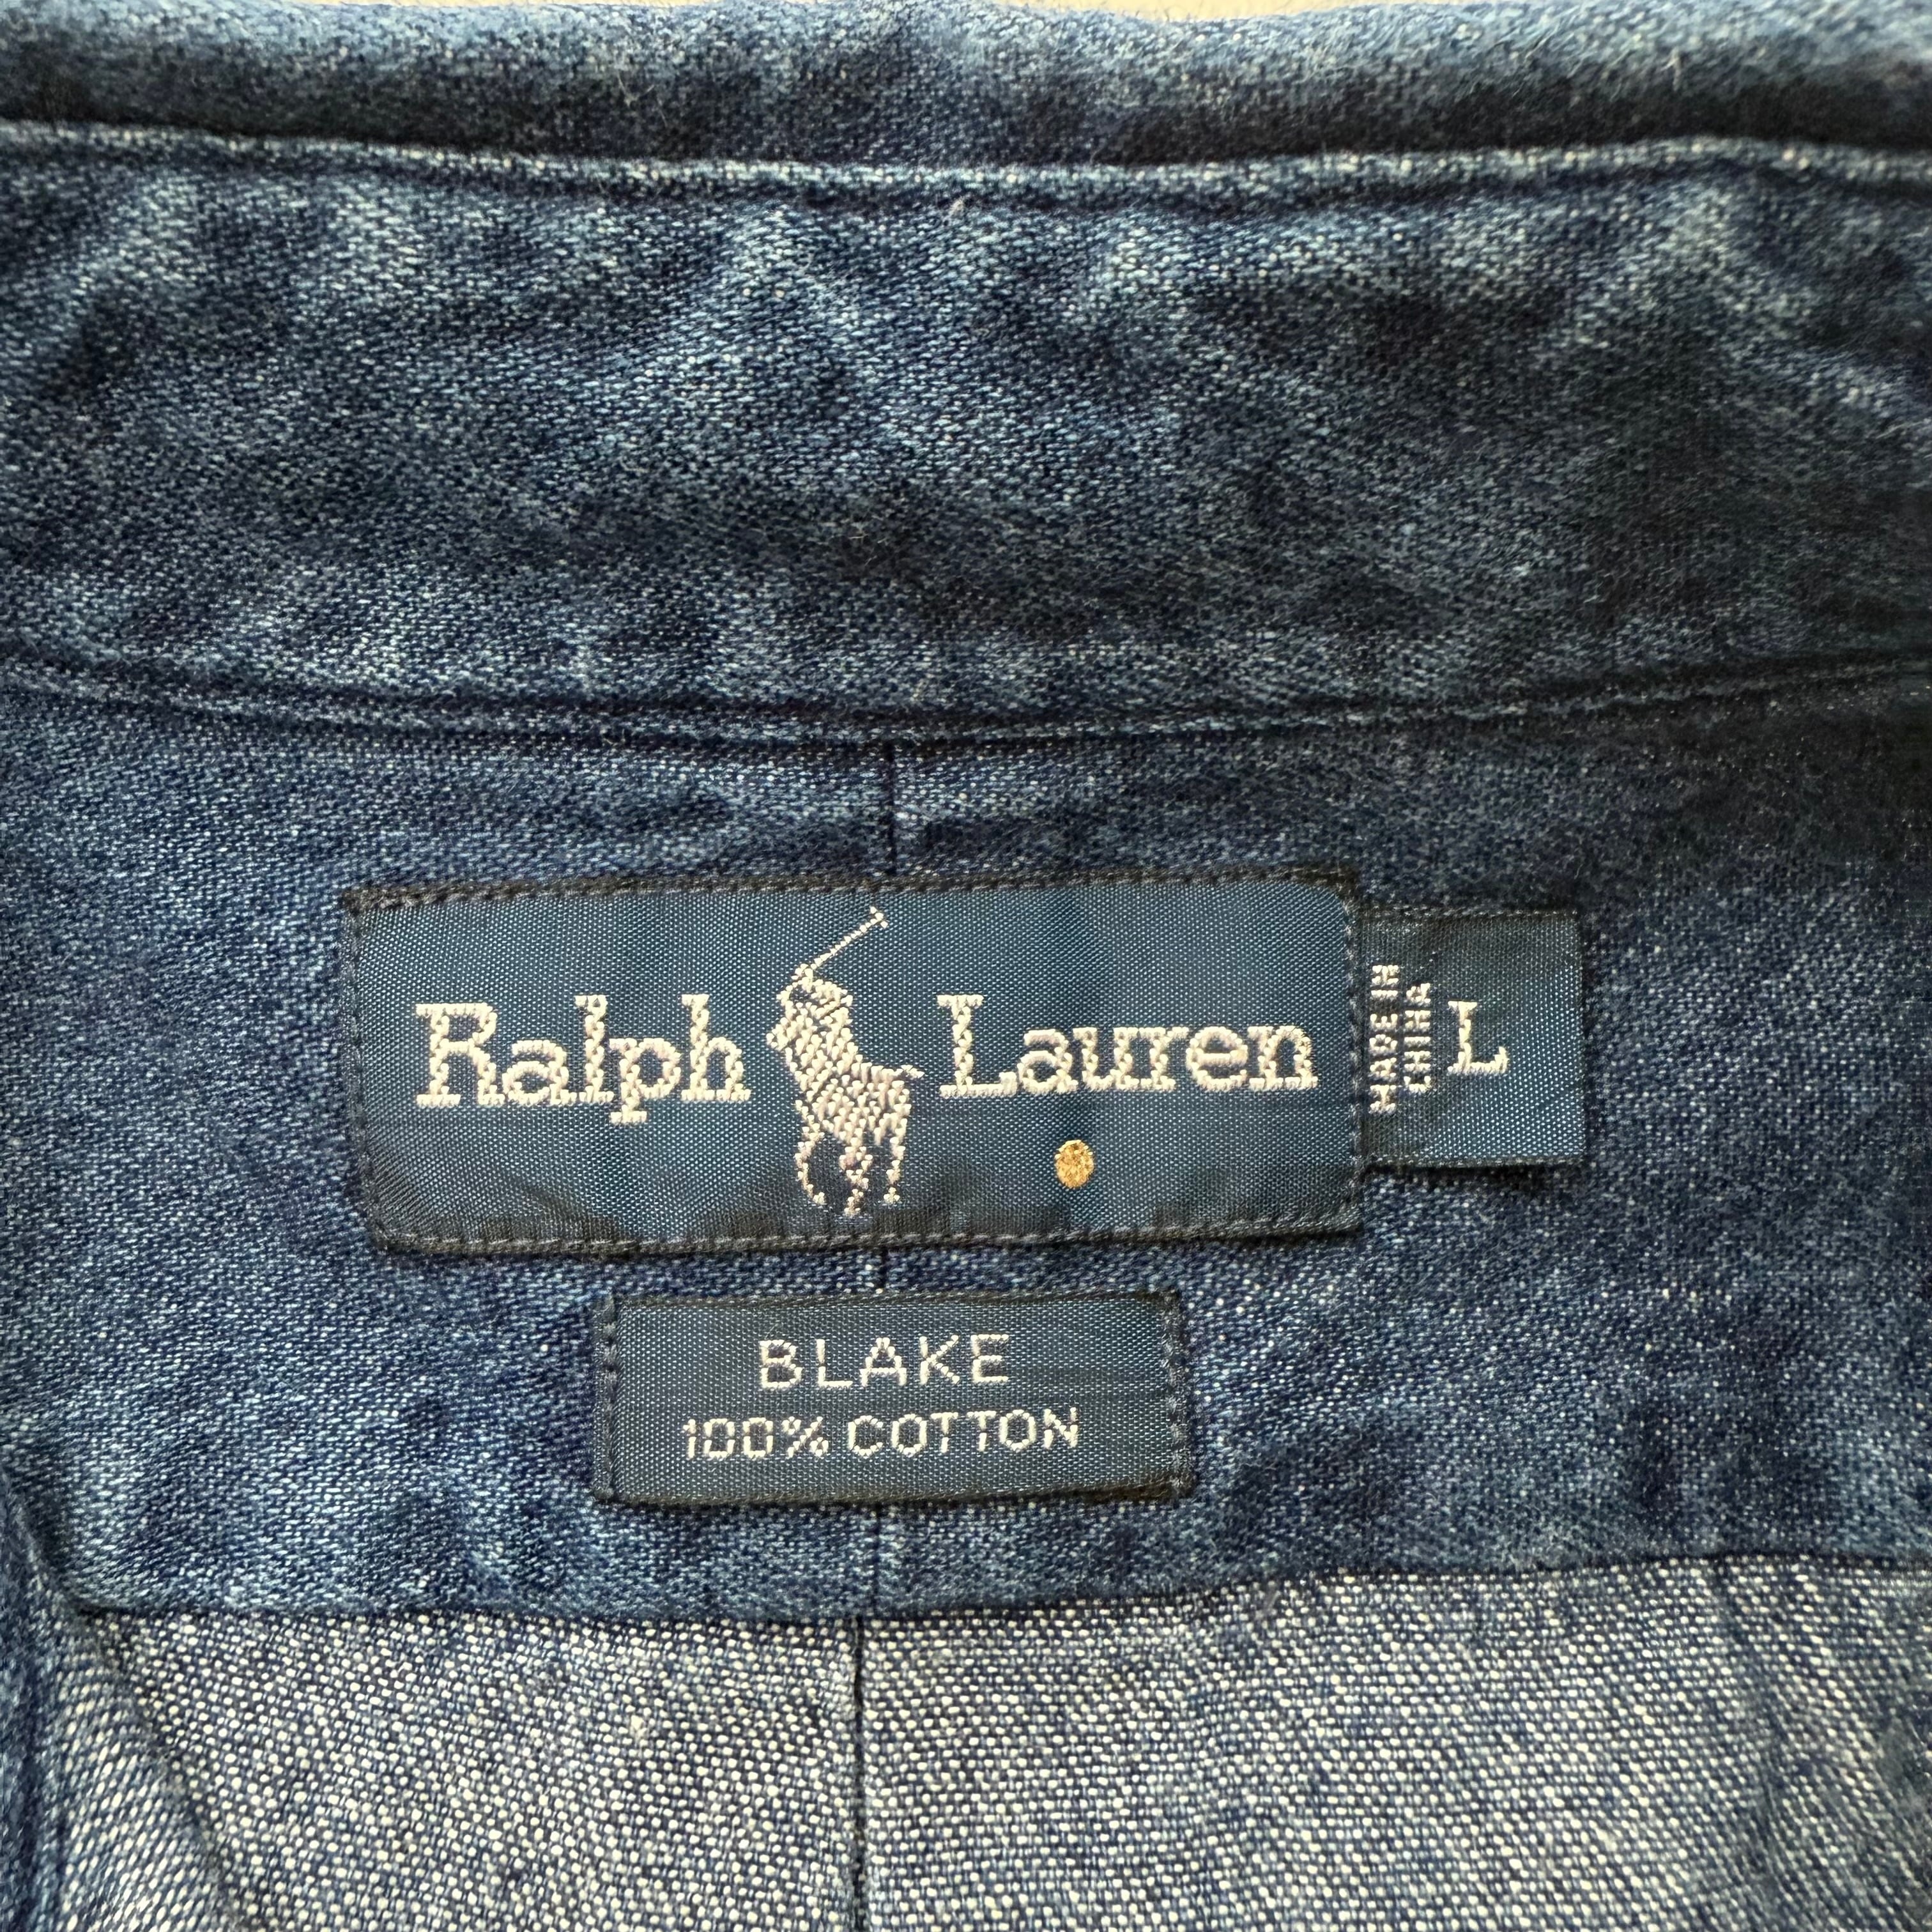 Ralph Lauren
MADE IN
CHINA
L
BLAKE
100% COTTON